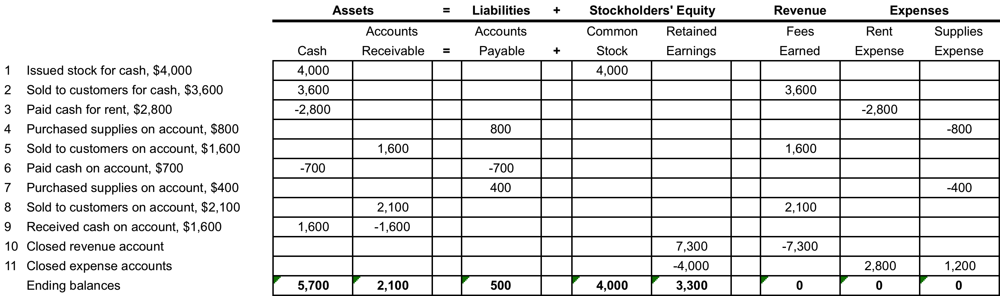 Assets = Liabilities + Stockholders' Equity Revenue Expenses
Accounts Accounts Common Retained Fees Rent Supplies
Cash Receivable = Payable + Stock Earnings Earned Expense Expense
1 Issued stock for cash, $4,000 4,000 4,000
2 Sold to customers for cash, $3,600 3,600 3,600
3 Paid cash for rent, $2,800 -2,800 -2,800
4 Purchased supplies on account, $800 800 -800
5 Sold to customers on account, $1,600 1,600 1,600
6 Paid cash on account, $700 -700 -700
7 Purchased supplies on account, $400 400 -400
8 Sold to customers on account, $2,100 2,100 2,100
9 Received cash on account, $1,600 1,600 -1,600
10 Closed revenue account 7,300 -7,300
11 Closed expense accounts -4,000 2,800 1,200
Ending balances 5,700 2,100 500 4,000 3,300 0 0 0